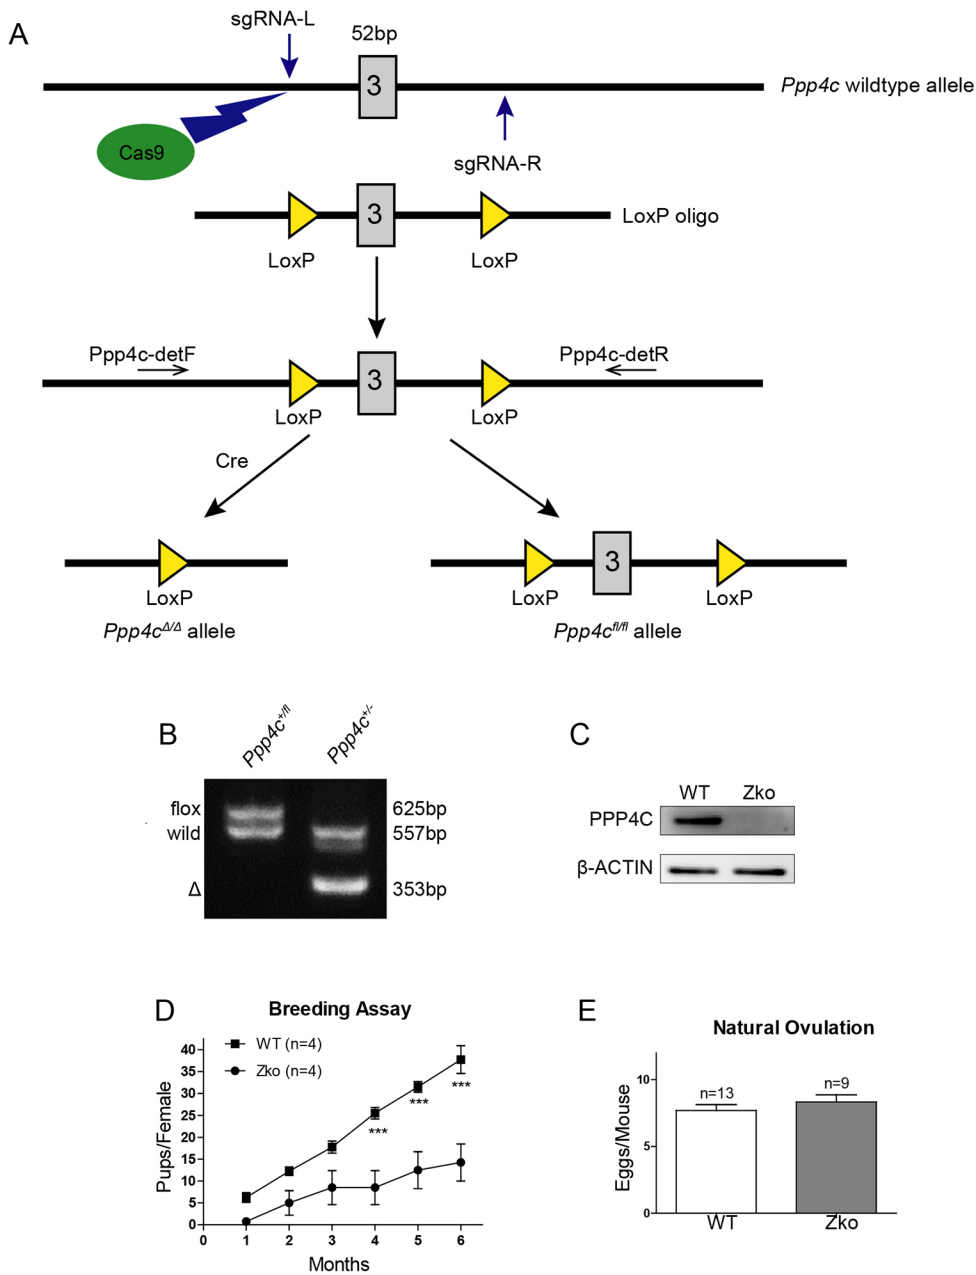 A
sgRNA-L
52bp
3
Ppp4c wildtype allele
Cas9
sgRNA-R
3
LoxP oligo
LoxP
LoxP
Ppp4c-detF
Ppp4c-detR
3
LoxP
LoxP
Cre
3
LoxP
LoxP
LoxP
Ppp4cΔ/Δ allele
Ppp4cfl/fl allele
B
Ppp4c+/fl
Ppp4c+/-
flox
625bp
wild
557bp
Δ
353bp
C
WT
Zko
PPP4C
β-ACTIN
D
Breeding Assay
WT (n=4)
Zko (n=4)
Pups/Female
40
35
30
25
20
15
10
5
0
***
***
***
0 1 2 3 4 5 6
Months
E
Natural Ovulation
Eggs/Mouse
10
5
0
n=13
n=9
WT
Zko